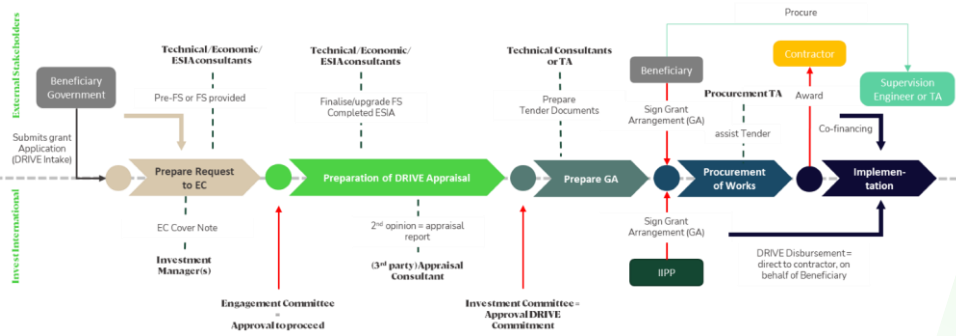 External Stakeholders
Invest International
Beneficiary
Government
Submits grant
Application
(DRIVE Intake)
Technical/Economic/
ESIA consultants
Pre-FS or FS provided
Technical/Economic/
ESIA consultants
Finalise/upgrade FS
Completed ESIA
Technical Consultants
or TA
Prepare
Tender Documents
Beneficiary
Sign Grant
Arrangement (GA)
Procure
Procurement TA
assist Tender
Contractor
Award
Supervision
Engineer or TA
Co-financing
Prepare Request
to EC
Preparation of DRIVE Appraisal
Prepare GA
Procurement
of Works
Implemen-
tation
EC Cover Note
Investment
Manager(s)
Engagement Committee
=
Approval to proceed
2nd opinion = appraisal
report
(3rd party) Appraisal
Consultant
Investment Committee =
Approval DRIVE
Commitment
Sign Grant
Arrangement (GA)
IIPP
DRIVE Disbursement =
direct to contractor, on
behalf of Beneficiary